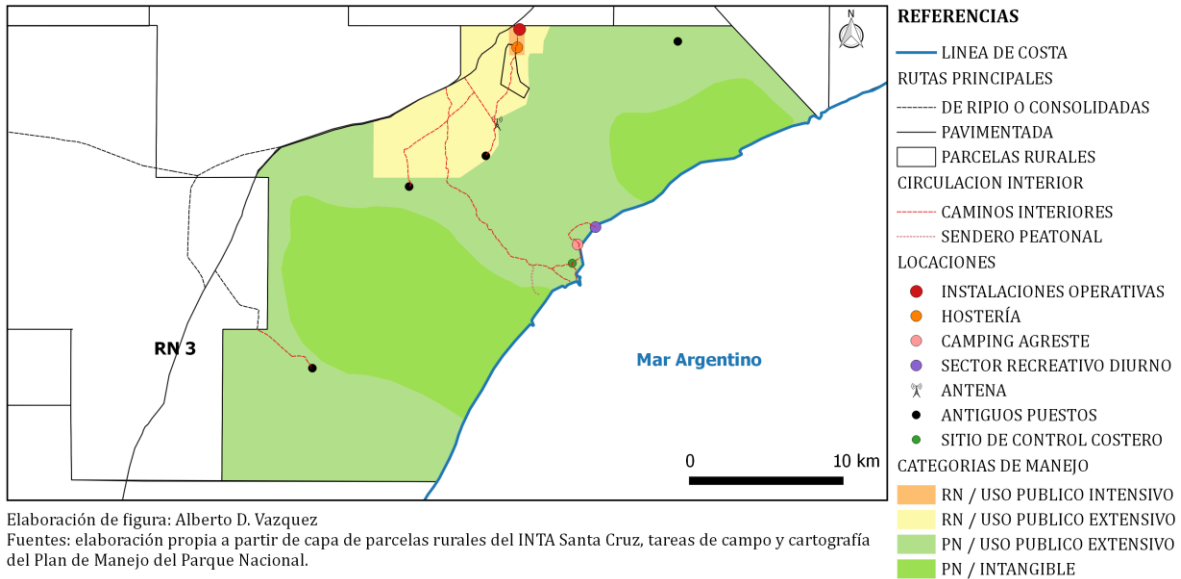 N
RN 3
Mar Argentino
0 10 km
REFERENCIAS
LINEA DE COSTA
RUTAS PRINCIPALES
DE RIPIO O CONSOLIDADAS
PAVIMENTADA
PARCELAS RURALES
CIRCULACION INTERIOR
CAMINOS INTERIORES
SENDERO PEATONAL
LOCACIONES
INSTALACIONES OPERATIVAS
HOSTERÍA
CAMPING AGRESTE
SECTOR RECREATIVO DIURNO
ANTENA
ANTIGUOS PUESTOS
SITIO DE CONTROL COSTERO
CATEGORIAS DE MANEJO
RN / USO PUBLICO INTENSIVO
RN / USO PUBLICO EXTENSIVO
PN / USO PUBLICO EXTENSIVO
PN / INTANGIBLE
Elaboración de figura: Alberto D. Vazquez
Fuentes: elaboración propia a partir de capa de parcelas rurales del INTA Santa Cruz, tareas de campo y cartografía
del Plan de Manejo del Parque Nacional.